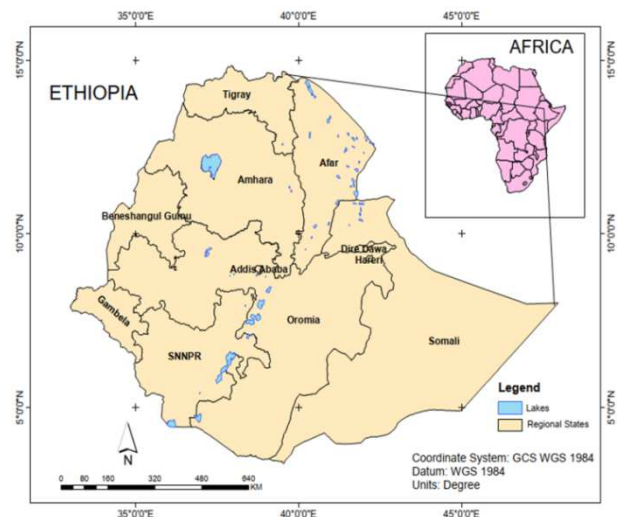 35°0'0"E 40°0'0"E 45°0'0"E
15°0'0"N
15°0'0"N
ETHIOPIA
AFRICA
Tigray
Afar
Amhara
Beneshangul Gumu
10°0'0"N
10°0'0"N
Dire Dawa
Hareri
Addis Ababa
Gambela
Oromia
SNNPR
Somali
Legend
Lakes
Regional States
5°0'0"N
5°0'0"N
N
Coordinate System: GCS WGS 1984
Datum: WGS 1984
Units: Degree
0 80 160 320 480 640
KM
35°0'0"E 40°0'0"E 45°0'0"E